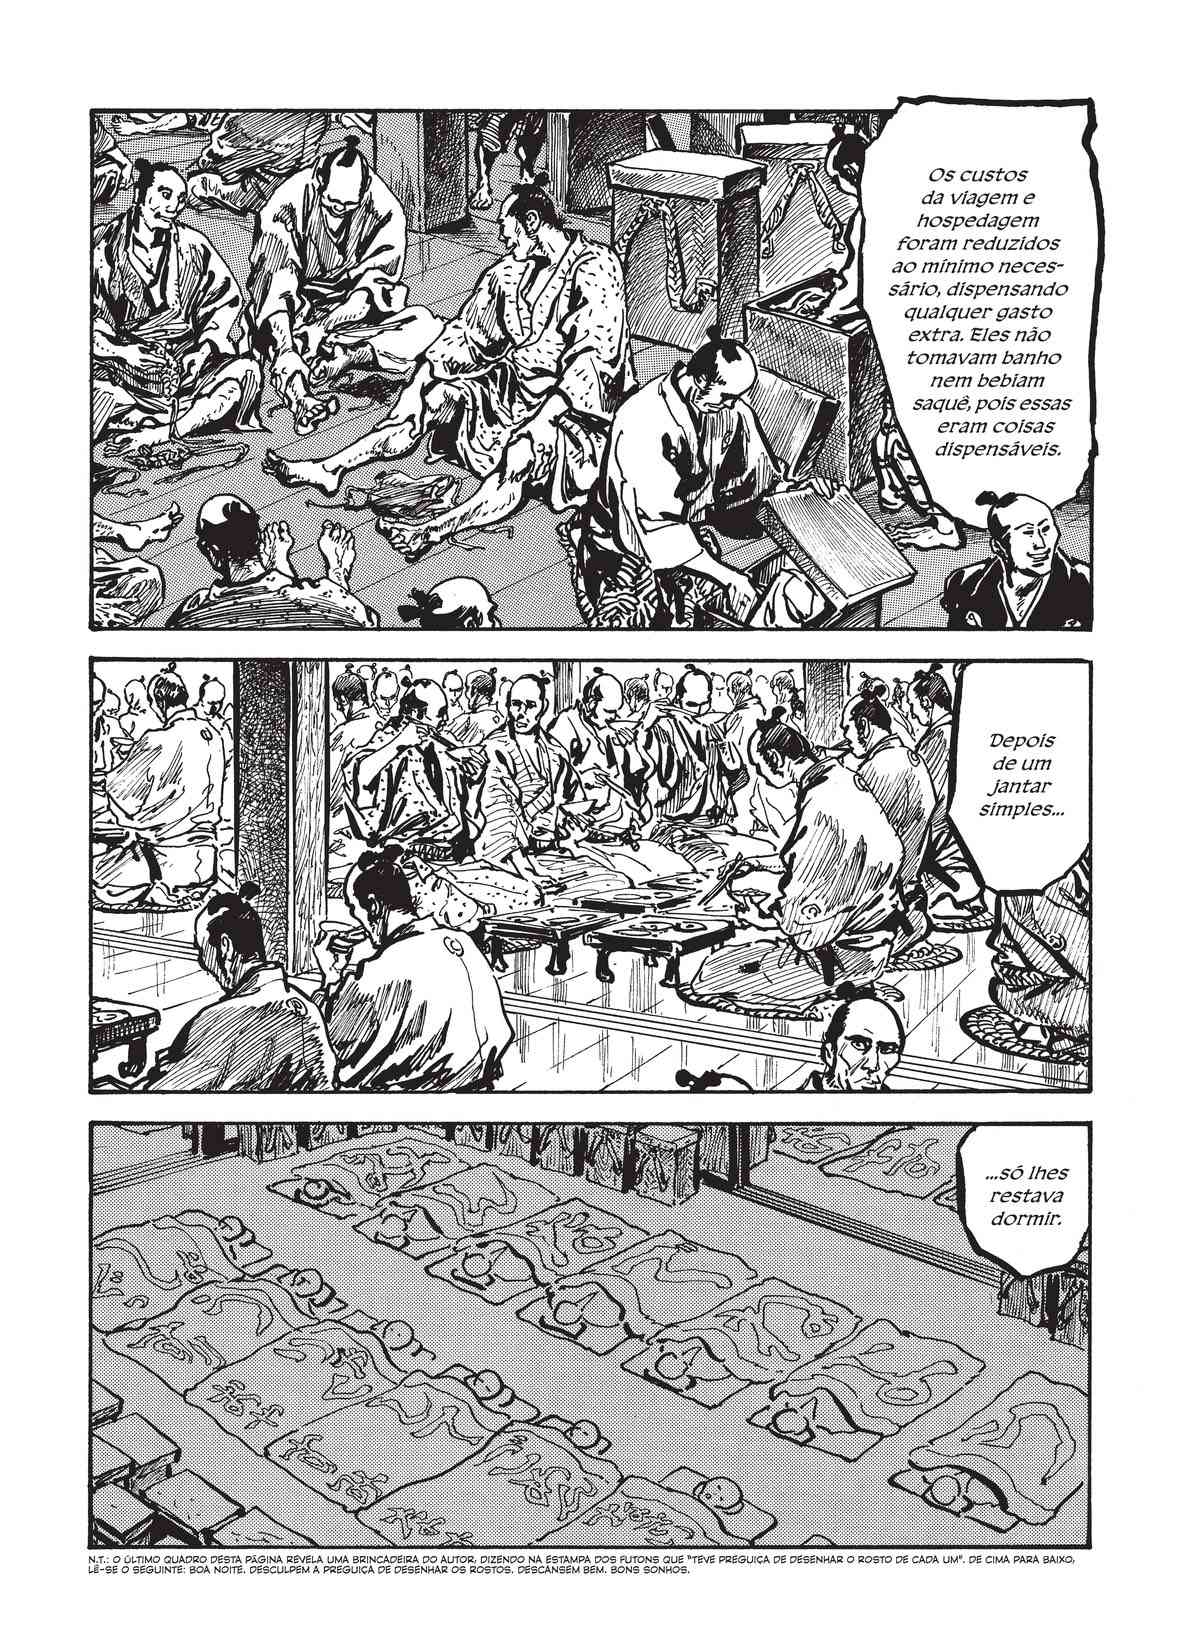 Os custos
da viagem e
hospedagem
foram reduzidos
ao mínimo neces-
sário, dispensando
qualquer gasto
extra. Eles não
tomavam banho
nem bebiam
saquê, pois essas
eram coisas
dispensáveis.
Depois
de um
jantar
simples...
...só lhes
restava
dormir.
N.T.: O ÚLTIMO QUADRO DESTA PÁGINA REVELA UMA BRINCADEIRA DO AUTOR, DIZENDO NA ESTAMPA DOS FUTONS QUE "TEVE PREGUIÇA DE DESENHAR O ROSTO DE CADA UM". DE CIMA PARA BAIXO,
LÊ-SE O SEGUINTE: BOA NOITE. DESCULPEM A PREGUIÇA DE DESENHAR OS ROSTOS. DESCANSEM BEM. BONS SONHOS.